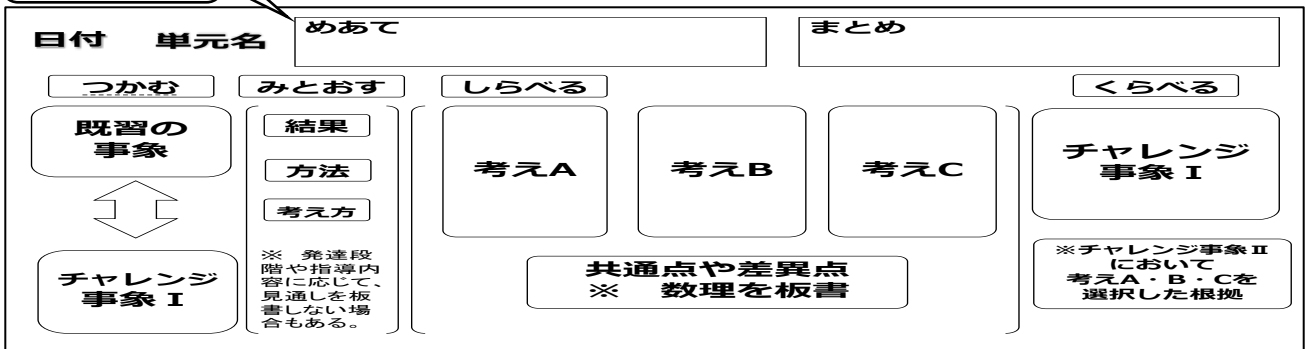 日付 単元名
めあて
まとめ
つかむ
みとおす
しらべる
くらべる
既習の
事象
チャレンジ
事象Ⅰ
結果
方法
考え方
※ 発達段
階や指導内
容に応じて、
見通しを板
書しない場
合もある。
考えA
考えB
考えC
共通点や差異点
※ 数理を板書
チャレンジ
事象Ⅰ
※チャレンジ事象Ⅱ
において
考えA・B・Cを
選択した根拠